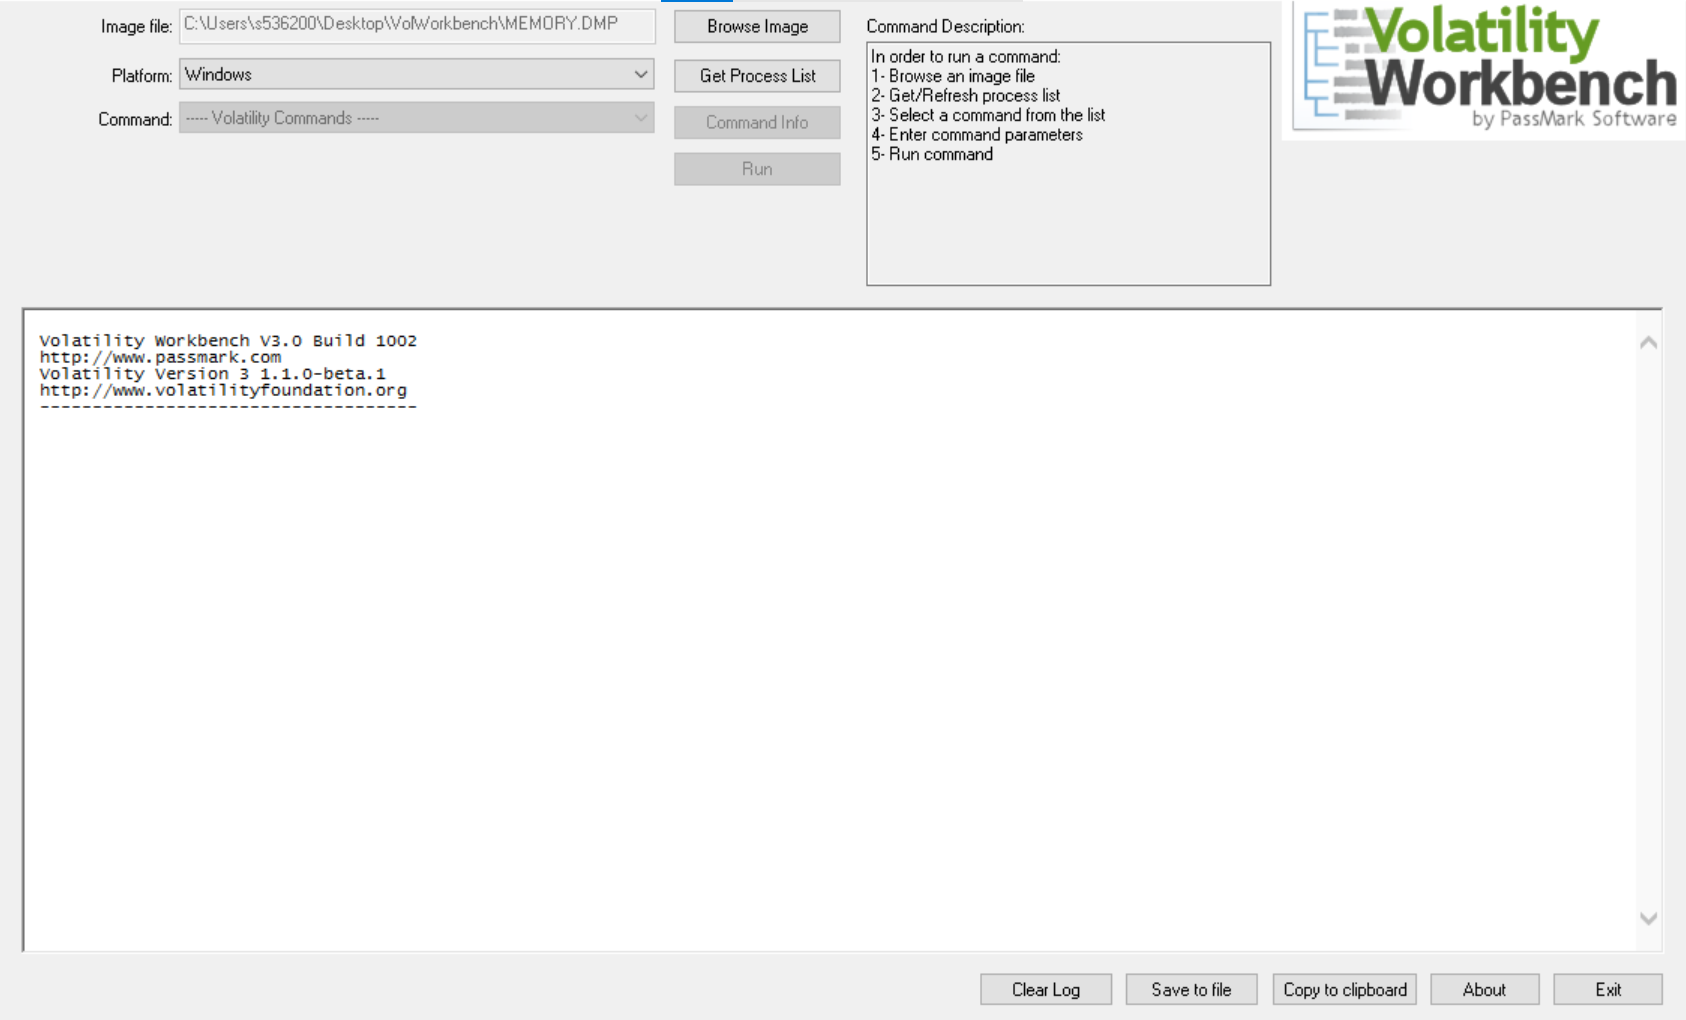 Image file: C:\Users\s536200\Desktop\VolWorkbench\MEMORY.DMP
Browse Image
Platform: Windows
Get Process List
Command: ----- Volatility Commands -----
Command Info
Run
Command Description:
In order to run a command:
1- Browse an image file
2- Get/Refresh process list
3- Select a command from the list
4- Enter command parameters
5- Run command
Volatility
Workbench
by PassMark Software
Volatility Workbench V3.0 Build 1002
http://www.passmark.com
Volatility Version 3 1.1.0-beta.1
http://www.volatilityfoundation.org
------------------------------------
Clear Log
Save to file
Copy to clipboard
About
Exit